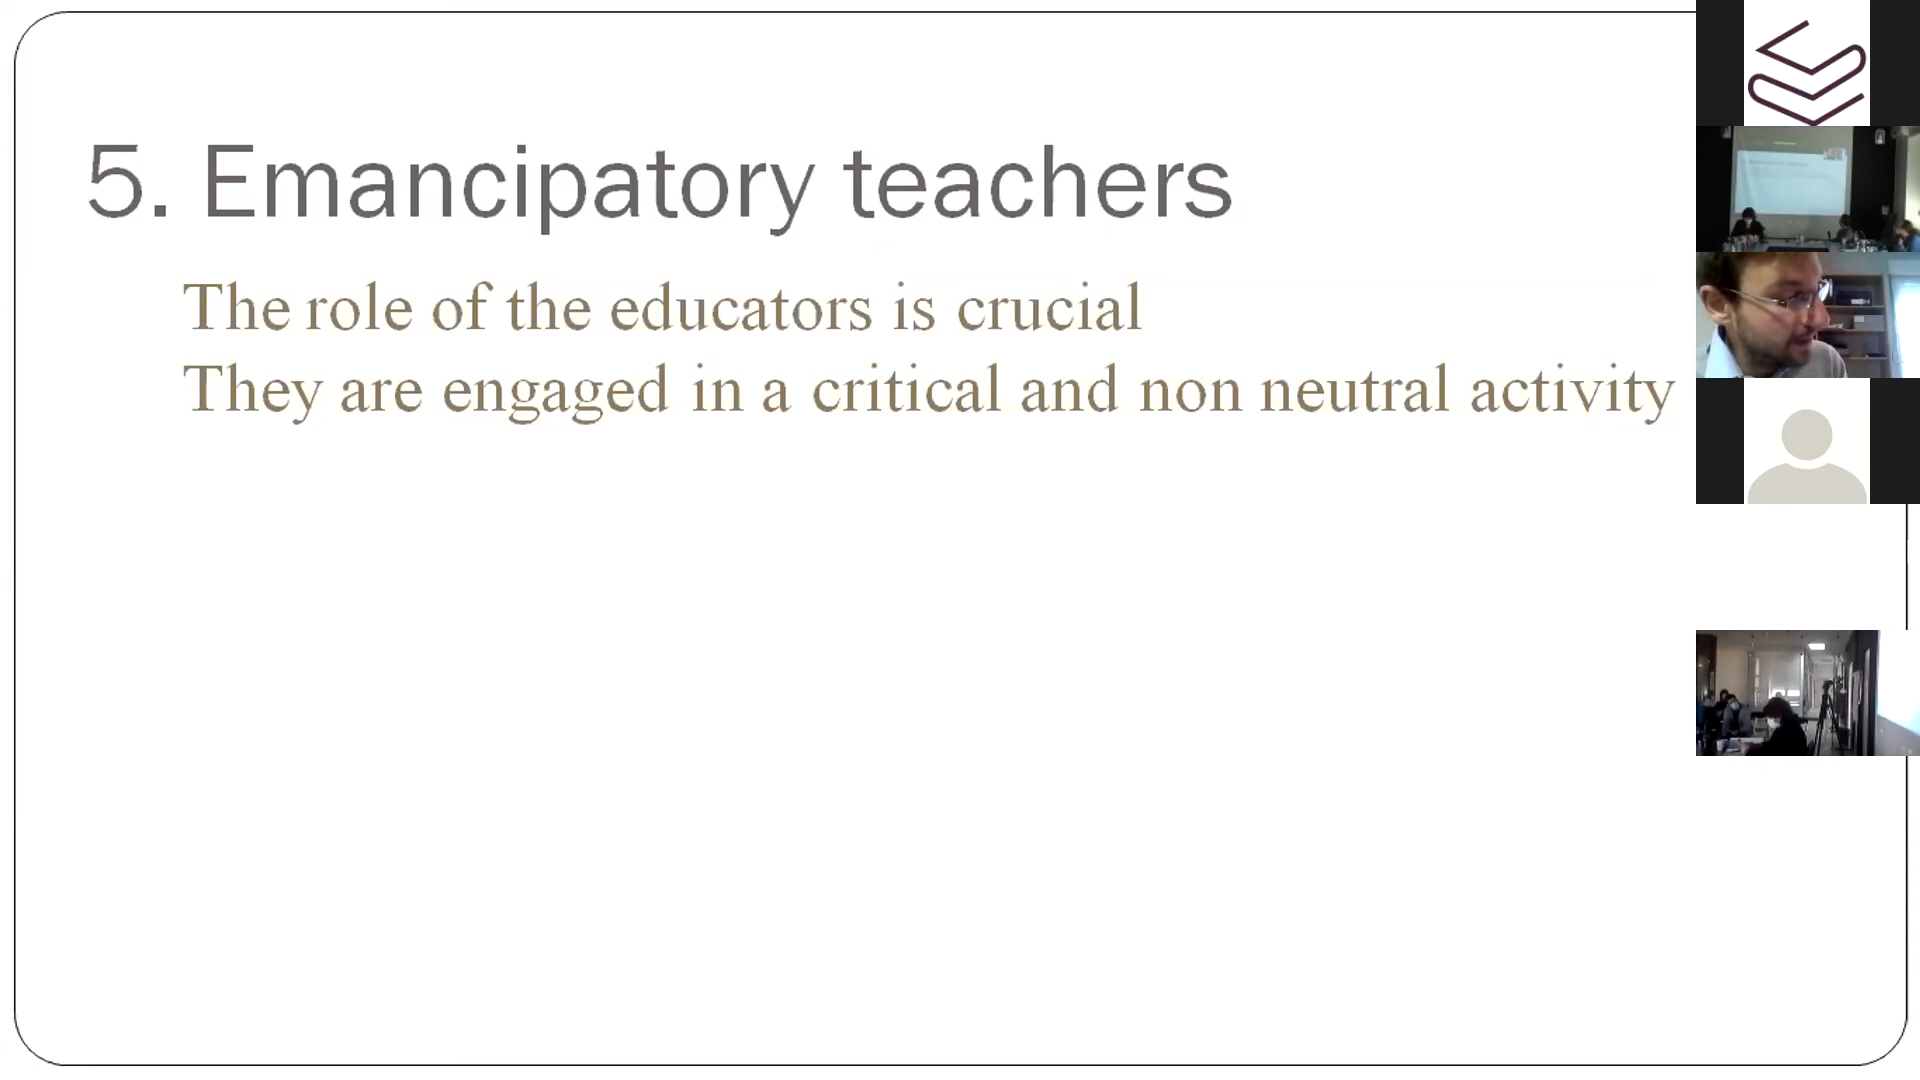 5. Emancipatory teachers
The role of the educators is crucial
They are engaged in a critical and non neutral activity